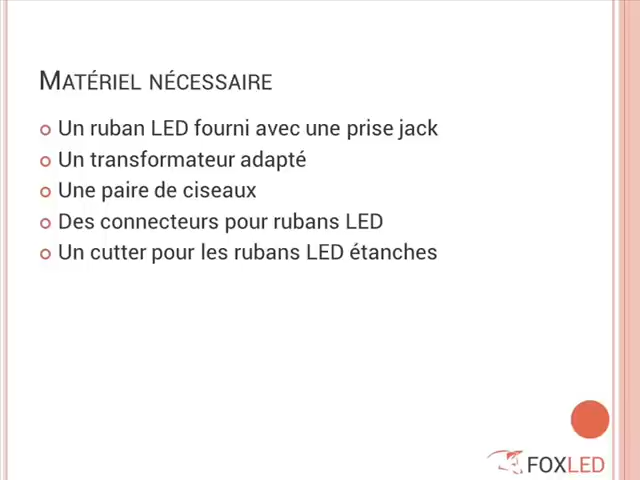 MATÉRIEL NÉCESSAIRE
Un ruban LED fourni avec une prise jack
Un transformateur adapté
Une paire de ciseaux
Des connecteurs pour rubans LED
Un cutter pour les rubans LED étanches
FOXLED